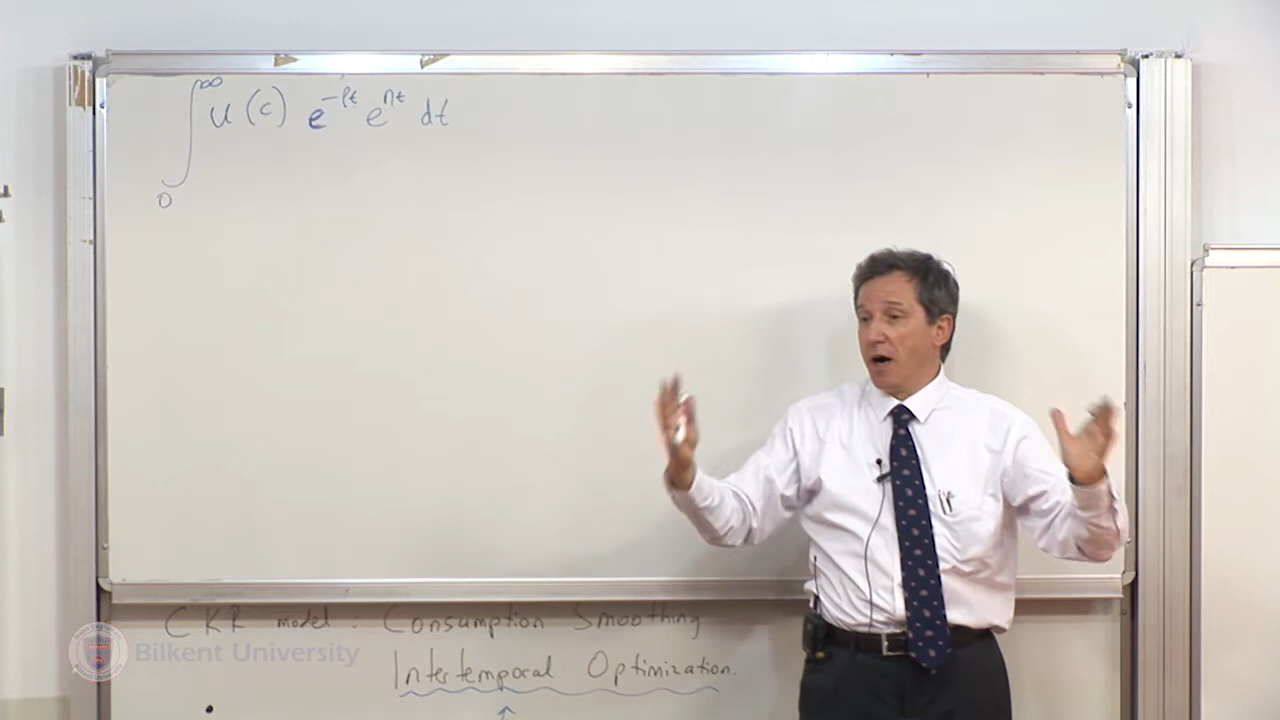 ∫₀^∞ u(c) e^{-ρt} e^{nt} dt
CKR model. Consumption Smoothing
Bilkent University
Intertemporal Optimization.